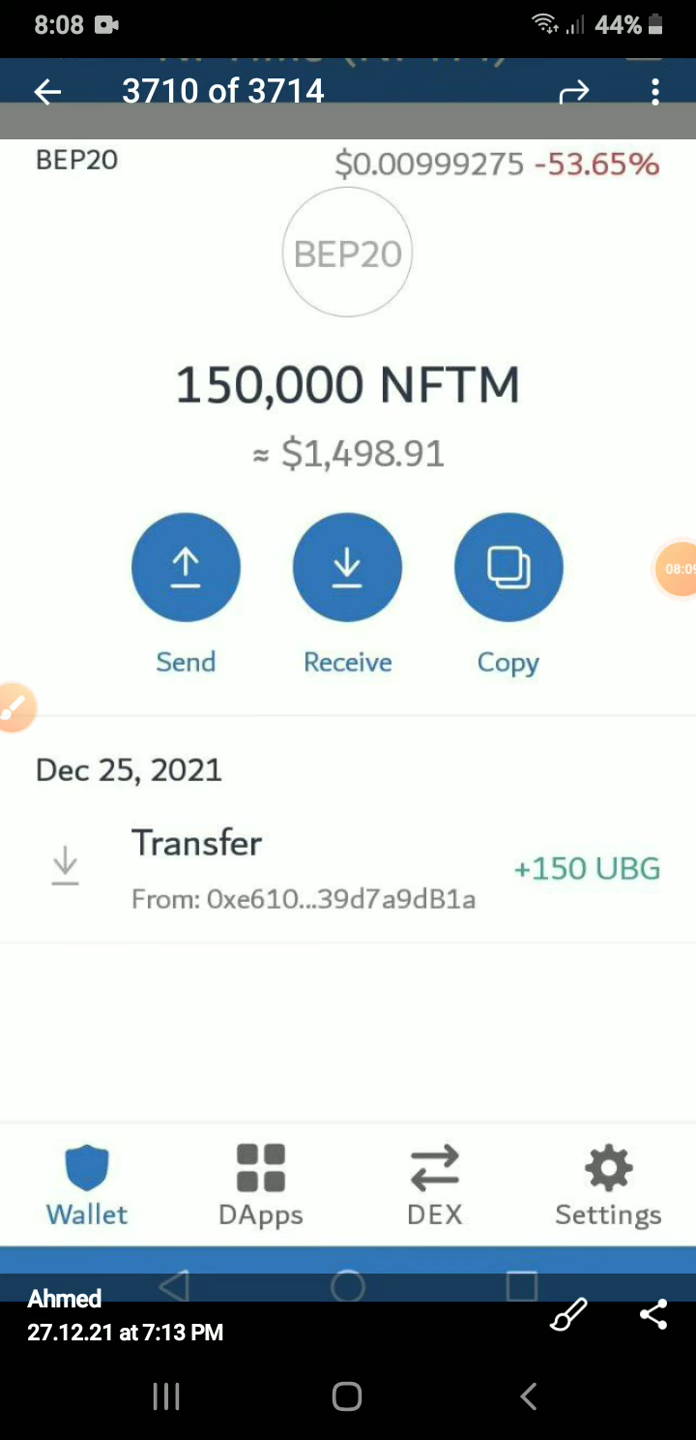 8:08 44%
3710 of 3714
BEP20 $0.00999275 -53.65%
BEP20
150,000 NFTM
≈ $1,498.91
Send Receive Copy
08:09
Dec 25, 2021
Transfer
+150 UBG
From: 0xe610...39d7a9dB1a
Wallet DApps DEX Settings
Ahmed
27.12.21 at 7:13 PM